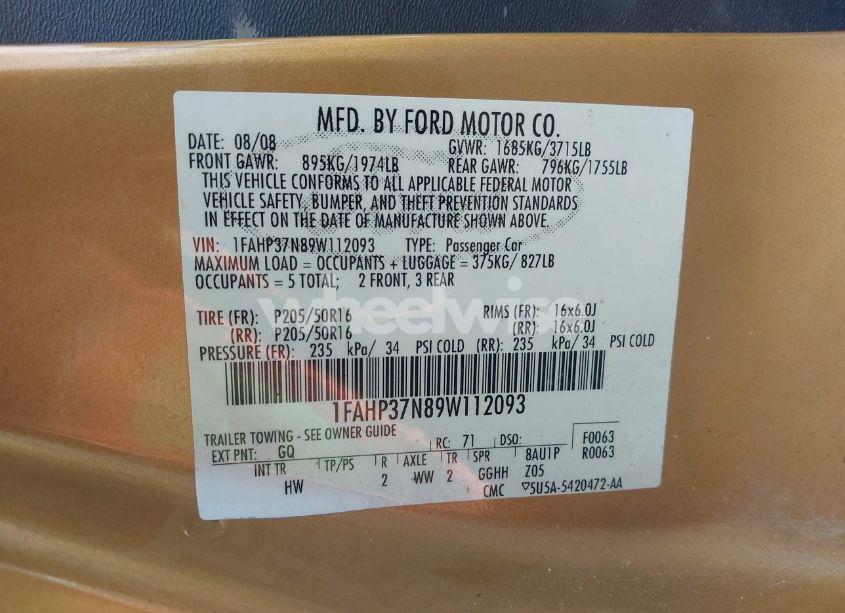 MFD. BY FORD MOTOR CO.
DATE: 08/08 GVWR: 1685KG/3715LB
FRONT GAWR: 895KG/1974LB REAR GAWR: 796KG/1755LB
THIS VEHICLE CONFORMS TO ALL APPLICABLE FEDERAL MOTOR
VEHICLE SAFETY, BUMPER, AND THEFT PREVENTION STANDARDS
IN EFFECT ON THE DATE OF MANUFACTURE SHOWN ABOVE.
VIN: 1FAHP37N89W112093 TYPE: Passenger Car
MAXIMUM LOAD = OCCUPANTS + LUGGAGE = 375KG/ 827LB
OCCUPANTS = 5 TOTAL; 2 FRONT, 3 REAR
wheelwise
TIRE (FR): P205/50R16 RIMS (FR): 16x6.0J
(RR): P205/50R16 (RR): 16x6.0J
PRESSURE (FR): 235 kPa/ 34 PSI COLD (RR): 235 kPa/ 34 PSI COLD
1FAHP37N89W112093
TRAILER TOWING - SEE OWNER GUIDE
EXT PNT: GQ RC: 71 DSO: F0063
R0063
INT TR TP/PS R AXLE TR SPR 8AU1P
HW 2 WW 2 GGHH Z05
CMC ▽5U5A-5420472-AA